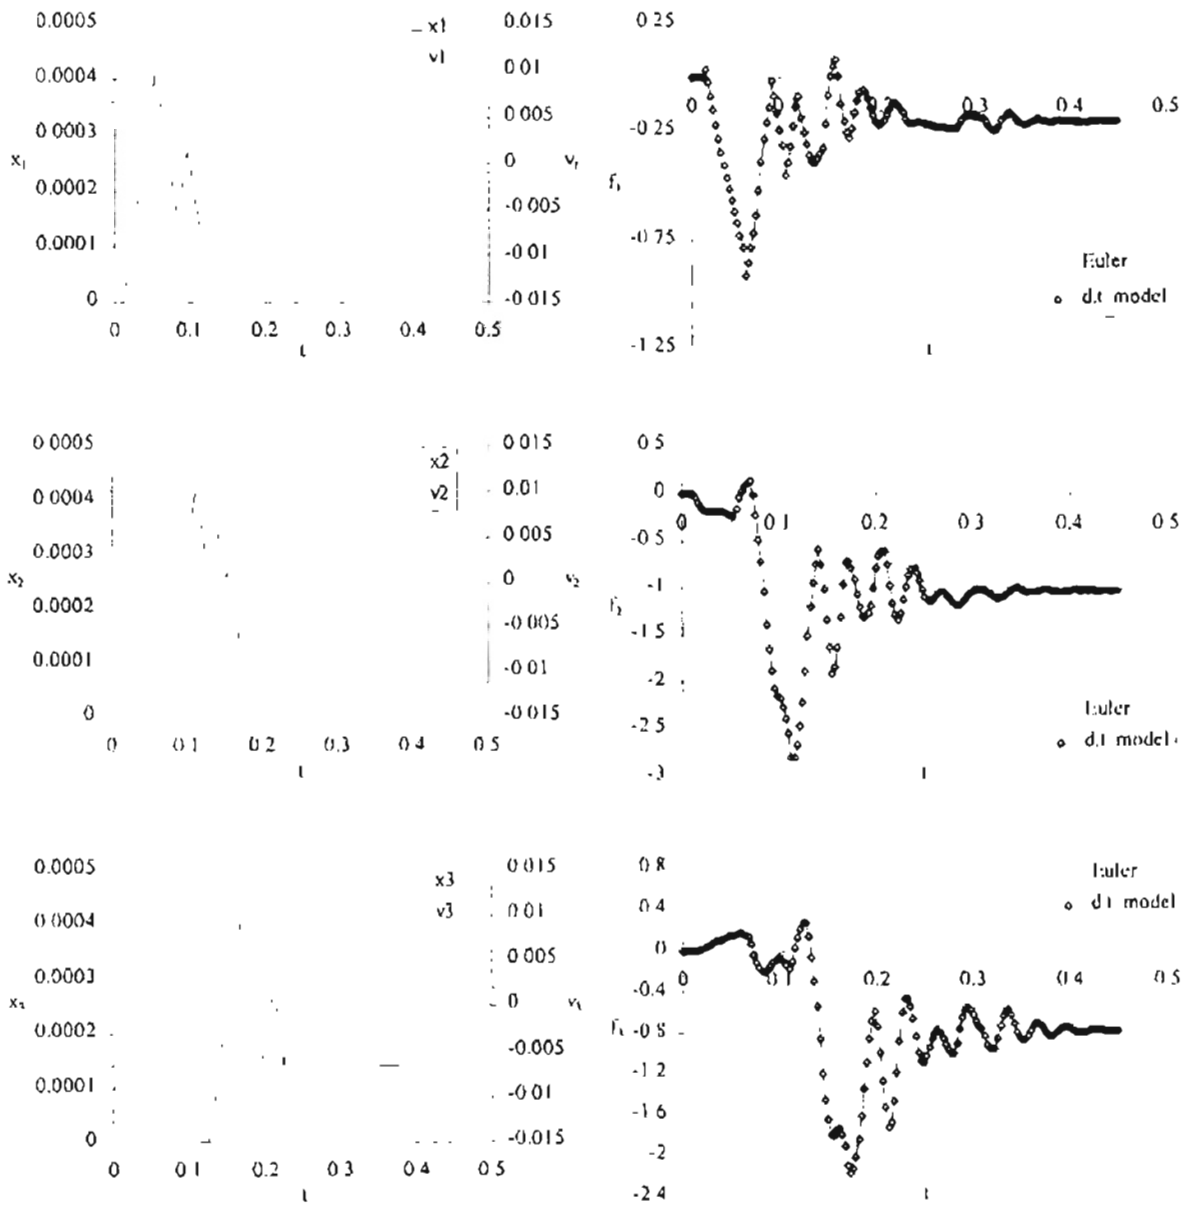 0.0005 x1 0.015 0 25
0.0004 v1 0 01
0.0003 0 005 0 0.1 0.2 0.3 0.4 0.5
x₁ 0 v₁ -0 25
0.0002 f₁
0.0001 -0 005 -0 75
-0 01 Euler
0 -0 015 d.t model
0 0.1 0.2 0.3 0.4 0.5 -1 25
t t
0 0005 x2 0 015 0 5
0 0004 v2 0.01 0
0.0003 0 005 0 0.1 0.2 0.3 0.4 0.5
x₂ 0 v₂ -0 5
0.0002 -0 005 f₂ -1
0.0001 -0 01 -1 5
0 -0 015 -2
0 0 1 0 2 0 3 0 4 0 5 -2.5 Euler
t -3 d.t model
t
0.0005 x3 0 015 0 8 Euler
0 0004 v3 0 01 0 4 d t model
0.0003 0 005 0
x₃ 0 v₃ 0 0.1 0.2 0.3 0 4 0 5
0.0002 -0.005 -0.4
0.0001 -0 01 f₃ -0 8
0 -0.015 -1.2
0 0 1 0.2 0 3 0 4 0 5 -1 6
t -2
-2 4 t